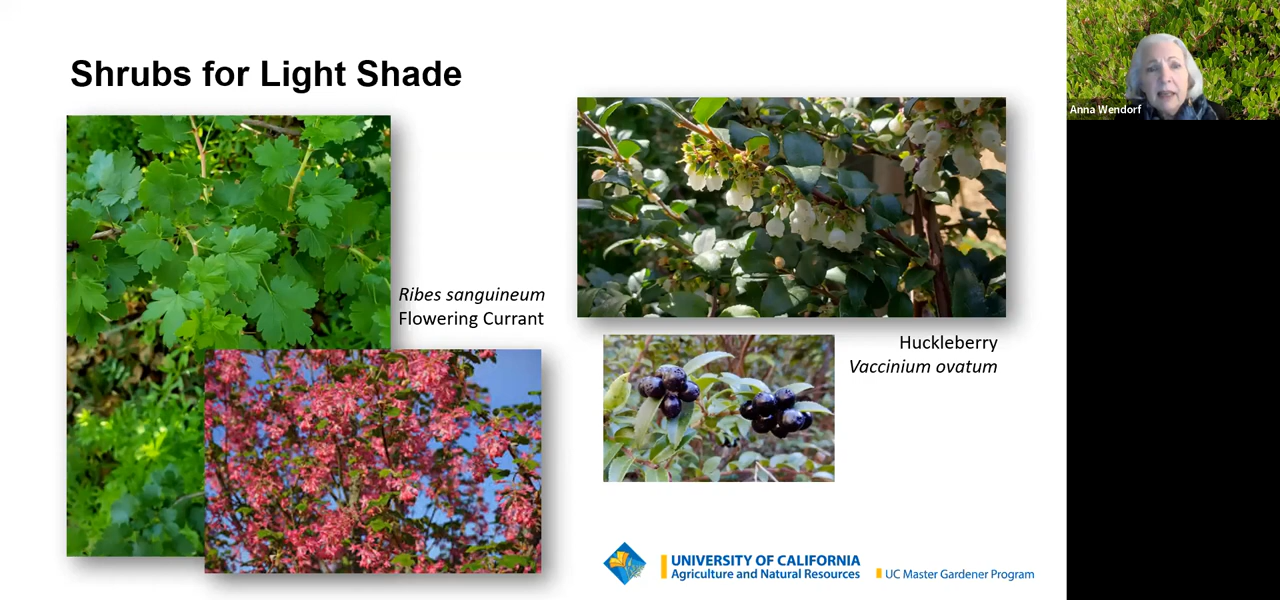 Shrubs for Light Shade
Anna Wendorf
Ribes sanguineum
Flowering Currant
Huckleberry
Vaccinium ovatum
UNIVERSITY OF CALIFORNIA
Agriculture and Natural Resources
UC Master Gardener Program